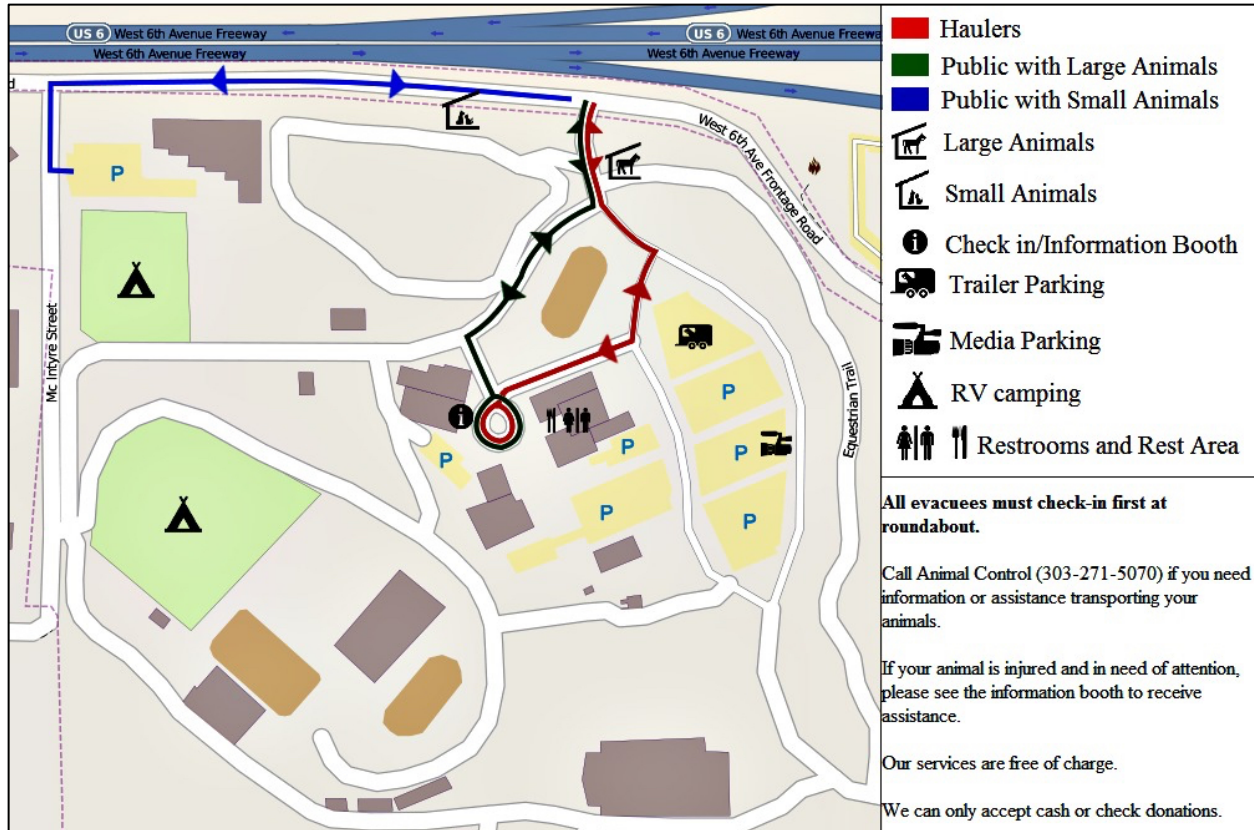 US 6
West 6th Avenue Freeway
US 6
West 6th Avenue Freeway
West 6th Avenue Freeway
West 6th Avenue Freeway
d
West 6th Ave Frontage Road
P
Mc Intyre Street
Equestrian Trail
P
P
P
P
P
P
Haulers
Public with Large Animals
Public with Small Animals
Large Animals
Small Animals
Check in/Information Booth
Trailer Parking
Media Parking
RV camping
Restrooms and Rest Area
All evacuees must check-in first at
roundabout.
Call Animal Control (303-271-5070) if you need
information or assistance transporting your
animals.
If your animal is injured and in need of attention,
please see the information booth to receive
assistance.
Our services are free of charge.
We can only accept cash or check donations.